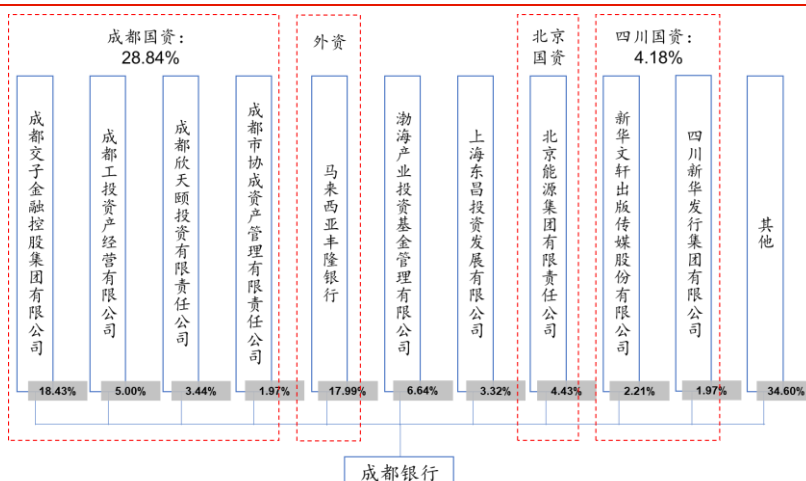 成都国资：
28.84%
外资
北京
国资
四川国资：
4.18%
成都交子金融控股集团有限公司
成都工投资产经营有限公司
成都欣天颐投资有限责任公司
成都市协成资产管理有限责任公司
马来西亚丰隆银行
渤海产业投资基金管理有限公司
上海东昌投资发展有限公司
北京能源集团有限责任公司
新华文轩出版传媒股份有限公司
四川新华发行集团有限公司
其他
18.43%
5.00%
3.44%
1.97%
17.99%
6.64%
3.32%
4.43%
2.21%
1.97%
34.60%
成都银行